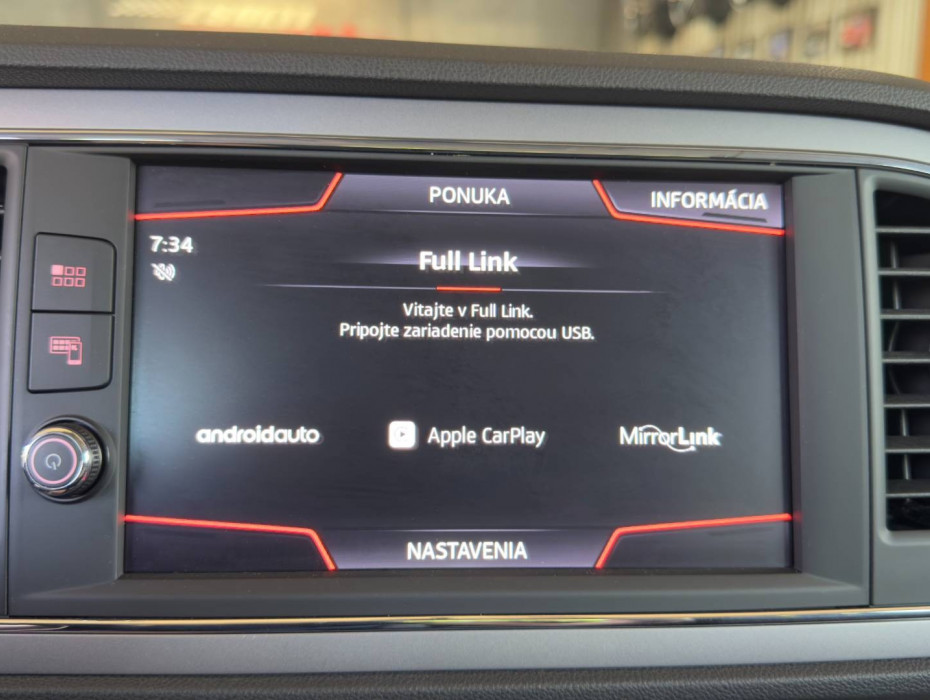 PONUKA
INFORMÁCIA
7:34
Full Link
Vitajte v Full Link.
Pripojte zariadenie pomocou USB.
androidauto
Apple CarPlay
MirrorLink
NASTAVENIA